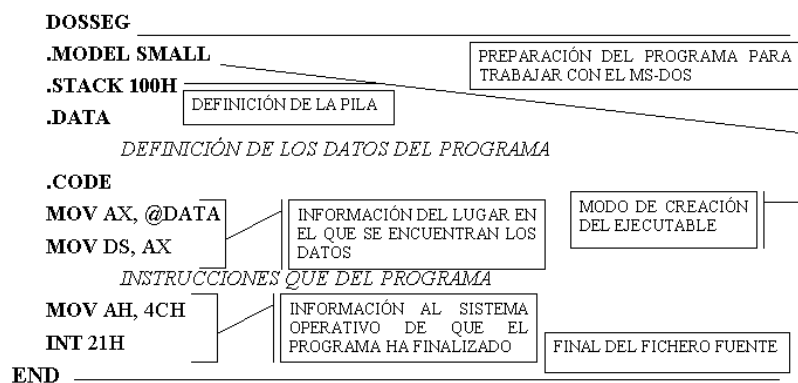 DOSSEG
.MODEL SMALL
PREPARACIÓN DEL PROGRAMA PARA
TRABAJAR CON EL MS-DOS
.STACK 100H
DEFINICIÓN DE LA PILA
.DATA
DEFINICIÓN DE LOS DATOS DEL PROGRAMA
.CODE
MOV AX, @DATA
MOV DS, AX
INFORMACIÓN DEL LUGAR EN
EL QUE SE ENCUENTRAN LOS
DATOS
MODO DE CREACIÓN
DEL EJECUTABLE
INSTRUCCIONES QUE DEL PROGRAMA
MOV AH, 4CH
INT 21H
INFORMACIÓN AL SISTEMA
OPERATIVO DE QUE EL
PROGRAMA HA FINALIZADO
FINAL DEL FICHERO FUENTE
END